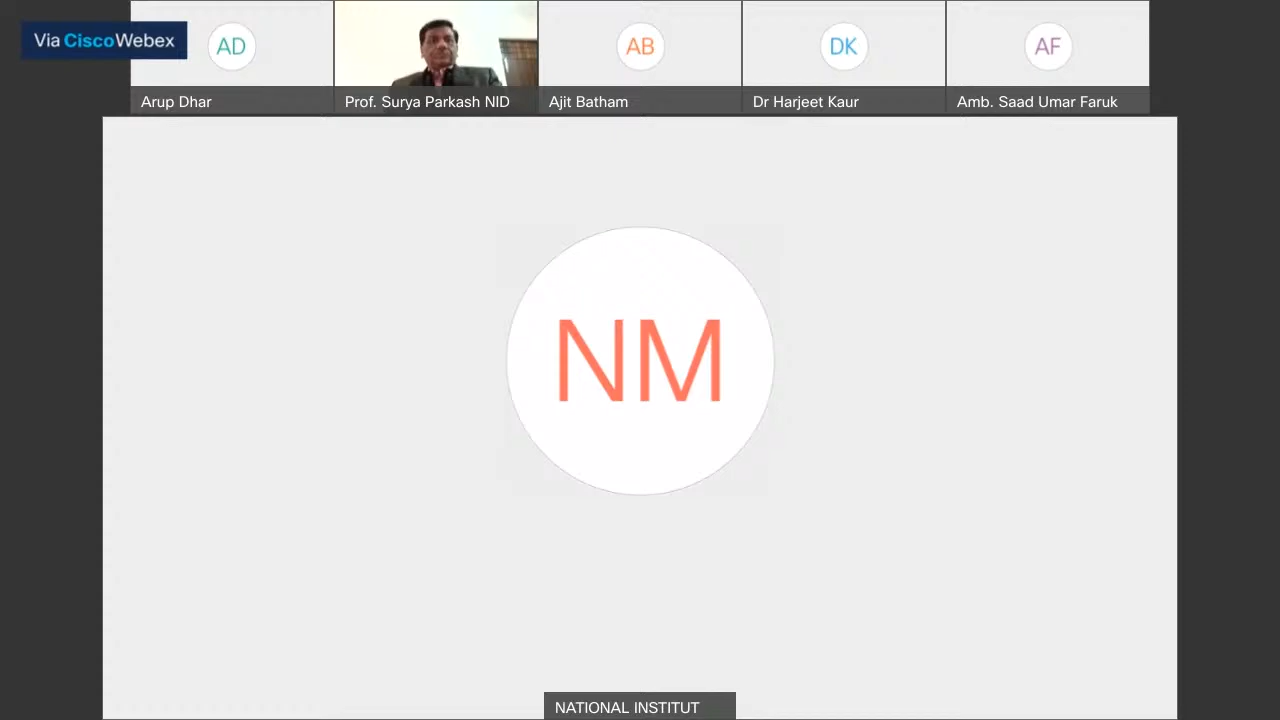 Via CiscoWebex
AD
AB
DK
AF
Arup Dhar
Prof. Surya Parkash NID
Ajit Batham
Dr Harjeet Kaur
Amb. Saad Umar Faruk
NM
NATIONAL INSTITUT